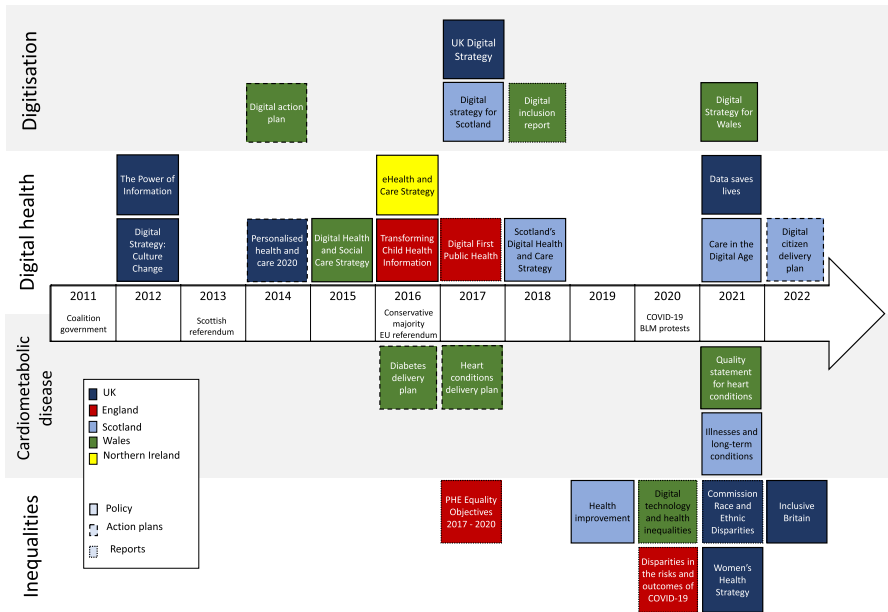 Digitisation
UK Digital
Strategy
Digital action
plan
Digital
strategy for
Scotland
Digital
inclusion
report
Digital
Strategy for
Wales
Digital health
The Power of
Information
eHealth and
Care Strategy
Data saves
lives
Digital
Strategy:
Culture
Change
Personalised
health and
care 2020
Digital Health
and Social
Care Strategy
Transforming
Child Health
Information
Digital First
Public Health
Scotland's
Digital Health
and Care
Strategy
Care in the
Digital Age
Digital
citizen
delivery
plan
2011
2012
2013
2014
2015
2016
2017
2018
2019
2020
2021
2022
Coalition
government
Scottish
referendum
Conservative
majority
EU referendum
COVID-19
BLM protests
Cardiometabolic
disease
Diabetes
delivery
plan
Heart
conditions
delivery plan
Quality
statement
for heart
conditions
Illnesses and
long-term
conditions
UK
England
Scotland
Wales
Northern Ireland
Policy
Action plans
Reports
Inequalities
PHE Equality
Objectives
2017 - 2020
Health
improvement
Digital
technology
and health
inequalities
Commission
Race and
Ethnic
Disparities
Inclusive
Britain
Disparities in
the risks and
outcomes of
COVID-19
Women's
Health
Strategy